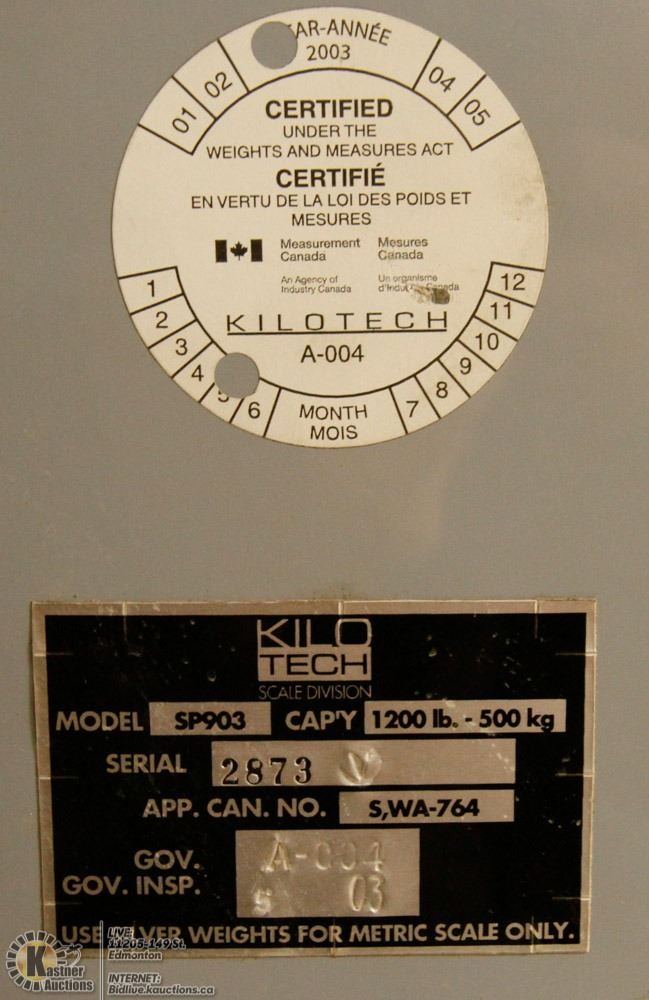 AR-ANNÉE
2003
01 02 04 05
CERTIFIED
UNDER THE
WEIGHTS AND MEASURES ACT
CERTIFIÉ
EN VERTU DE LA LOI DES POIDS ET
MESURES
Measurement Mesures
Canada Canada
An Agency of Un organisme
Industry Canada Canada
KILOTECH
A-004
1 2 3 4 5 6
MONTH
MOIS
7 8 9 10 11 12
KILO
TECH
SCALE DIVISION
MODEL SP903 CAP'Y 1200 lb. - 500 kg
SERIAL 2873
APP. CAN. NO. S,WA-764
GOV. A-004
GOV. INSP. 5 03
USE LVER WEIGHTS FOR METRIC SCALE ONLY.
Kastner
Auctions
LIVE:
11205-149 St.
Edmonton
INTERNET:
Bidlive.kauctions.ca